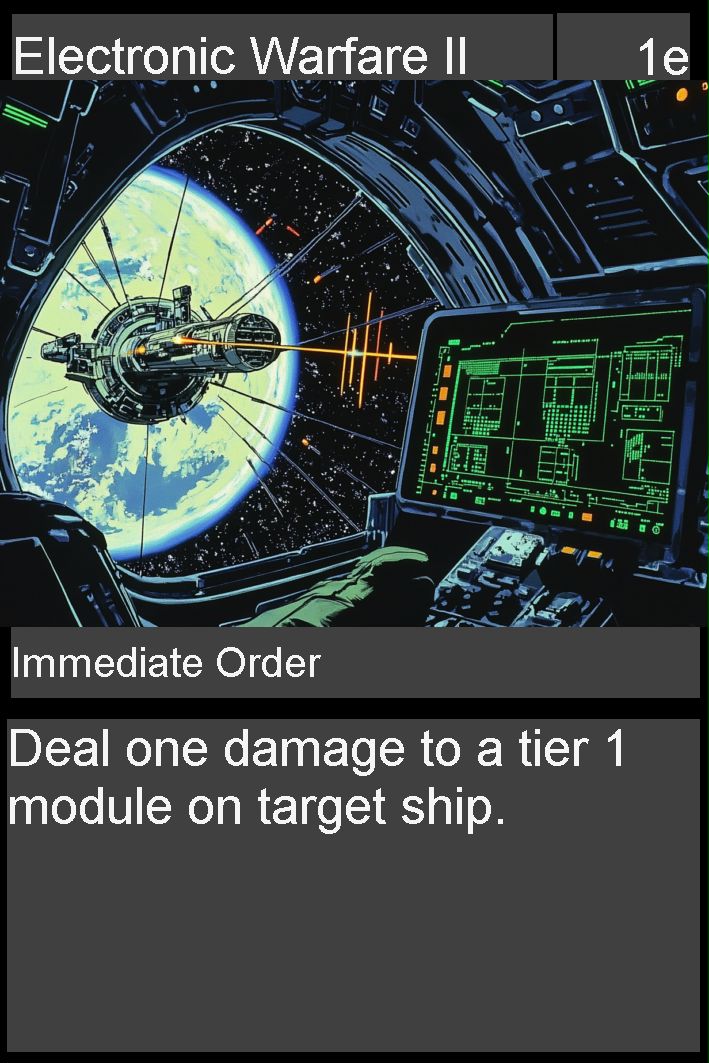 Electronic Warfare II
1e
Immediate Order
Deal one damage to a tier 1
module on target ship.